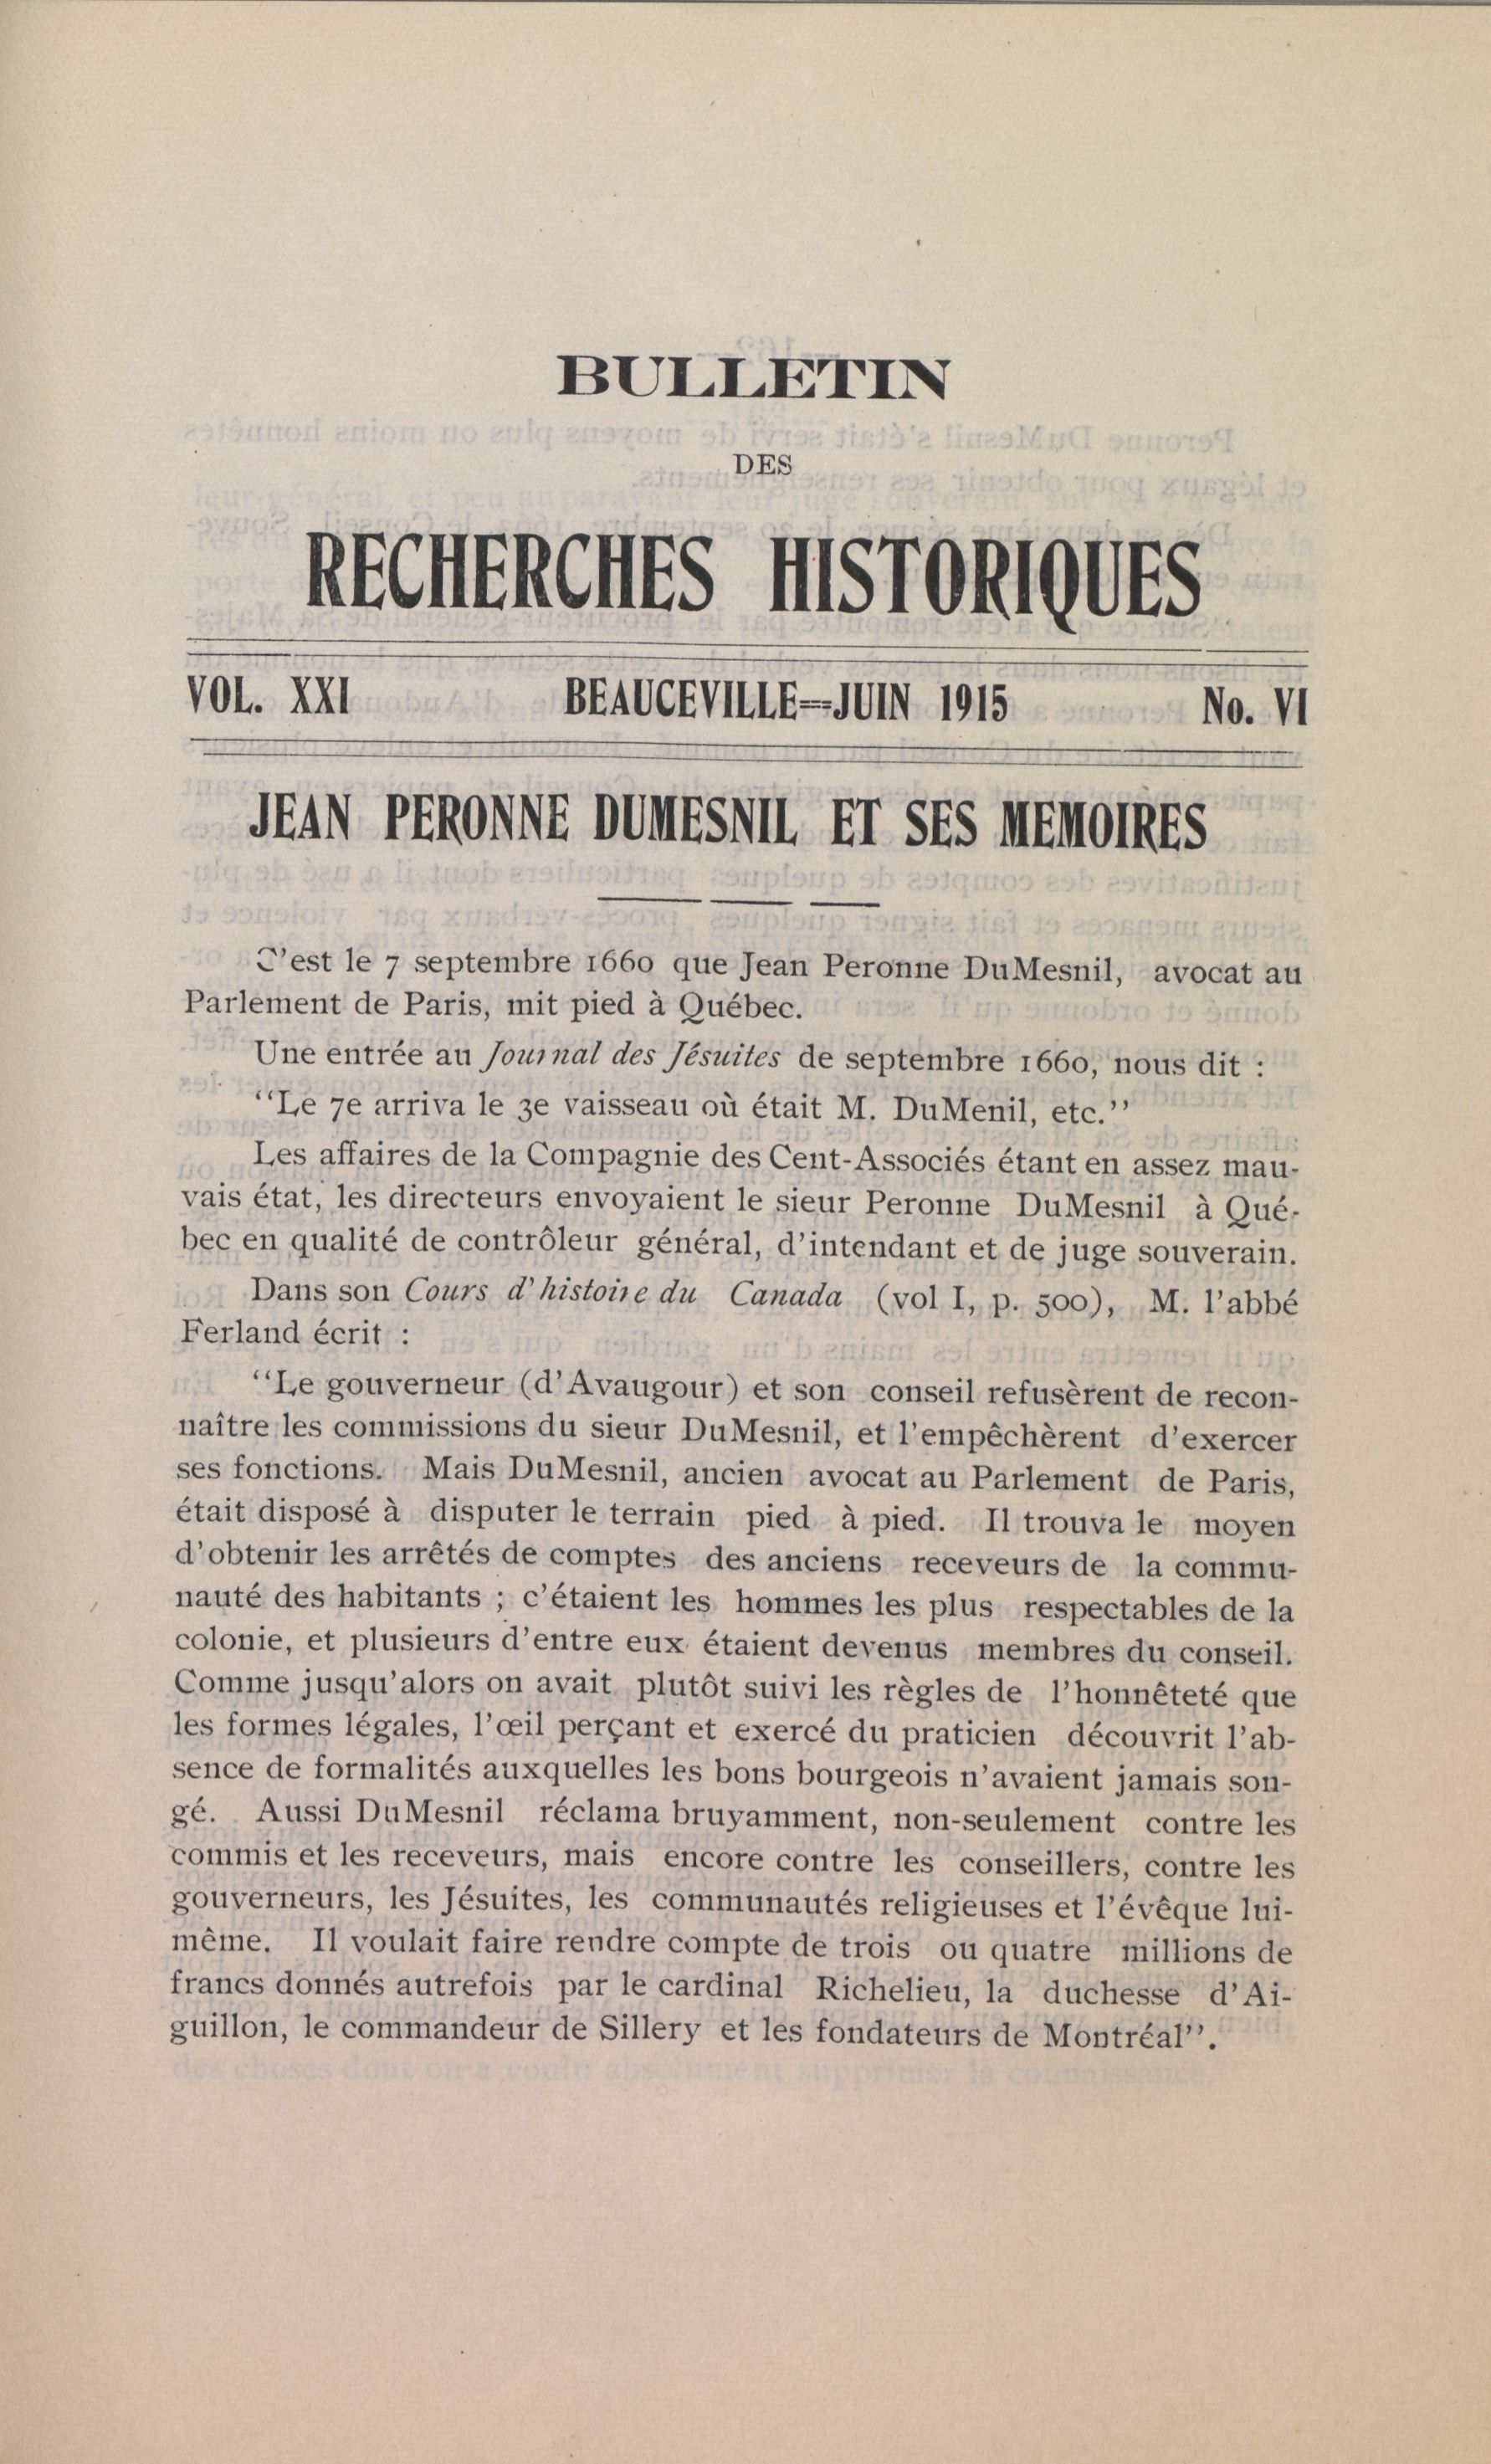 BULLETIN
DES
RECHERCHES HISTORIQUES
VOL. XXI BEAUCEVILLE=JUIN 1915 No. VI
JEAN PERONNE DUMESNIL ET SES MEMOIRES
C'est le 7 septembre 1660 que Jean Peronne DuMesnil, avocat au
Parlement de Paris, mit pied à Québec.
Une entrée au Journal des Jésuites de septembre 1660, nous dit :
"Le 7e arriva le 3e vaisseau où était M. DuMenil, etc."
Les affaires de la Compagnie des Cent-Associés étant en assez mau-
vais état, les directeurs envoyaient le sieur Peronne DuMesnil à Qué-
bec en qualité de contrôleur général, d'intendant et de juge souverain.
Dans son Cours d'histoire du Canada (vol I, p. 500), M. l'abbé
Ferland écrit :
"Le gouverneur (d'Avaugour) et son conseil refusèrent de recon-
naître les commissions du sieur DuMesnil, et l'empêchèrent d'exercer
ses fonctions. Mais DuMesnil, ancien avocat au Parlement de Paris,
était disposé à disputer le terrain pied à pied. Il trouva le moyen
d'obtenir les arrêtés de comptes des anciens receveurs de la commu-
nauté des habitants ; c'étaient les hommes les plus respectables de la
colonie, et plusieurs d'entre eux étaient devenus membres du conseil.
Comme jusqu'alors on avait plutôt suivi les règles de l'honnêteté que
les formes légales, l'œil perçant et exercé du praticien découvrit l'ab-
sence de formalités auxquelles les bons bourgeois n'avaient jamais son-
gé. Aussi DuMesnil réclama bruyamment, non-seulement contre les
commis et les receveurs, mais encore contre les conseillers, contre les
gouverneurs, les Jésuites, les communautés religieuses et l'évêque lui-
même. Il voulait faire rendre compte de trois ou quatre millions de
francs donnés autrefois par le cardinal Richelieu, la duchesse d'Ai-
guillon, le commandeur de Sillery et les fondateurs de Montréal".